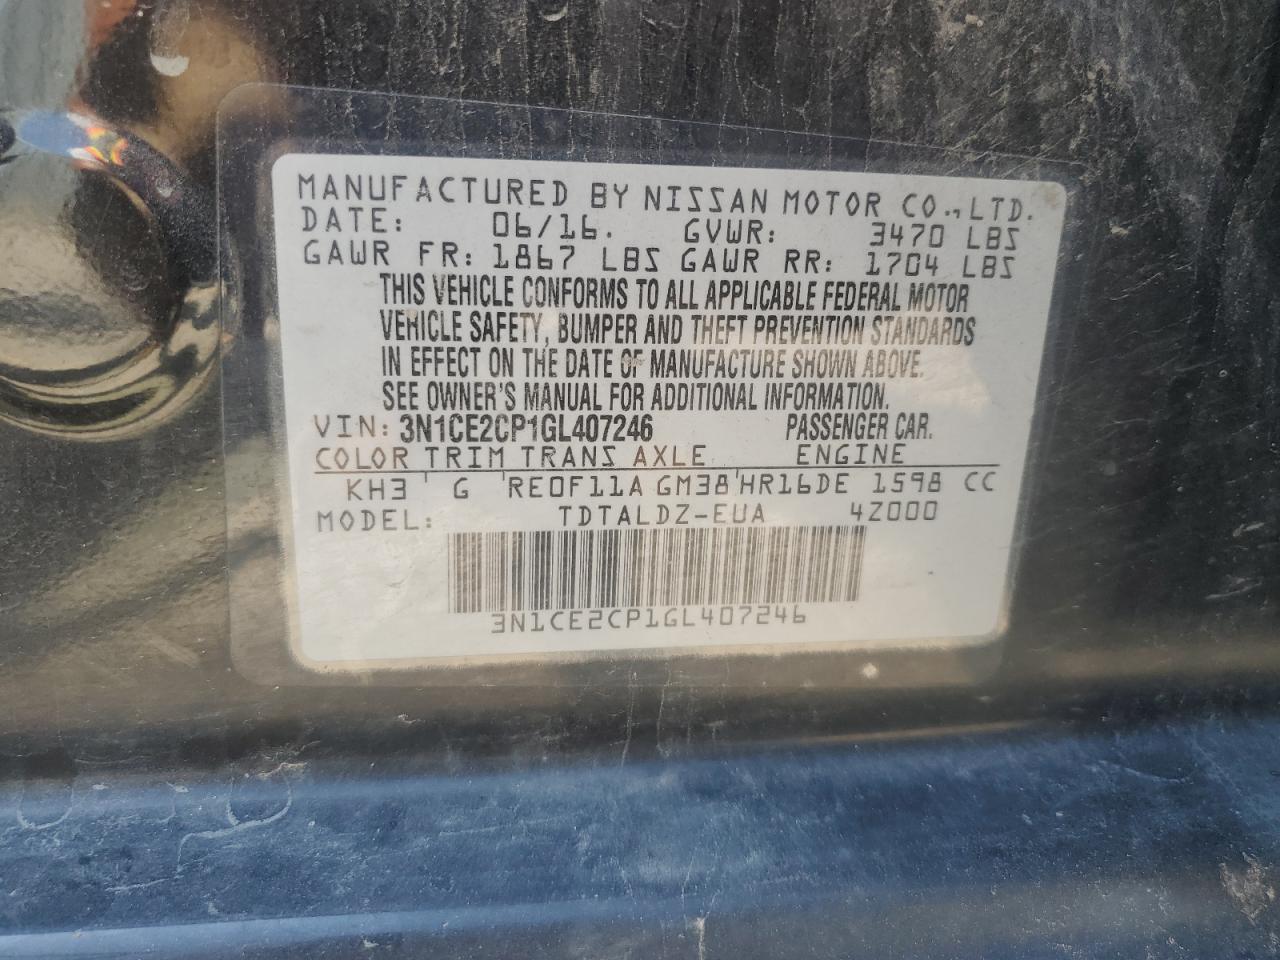 MANUFACTURED BY NISSAN MOTOR CO., LTD.
DATE: 06/16. GVWR: 3470 LBS
GAWR FR: 1867 LBS GAWR RR: 1704 LBS
THIS VEHICLE CONFORMS TO ALL APPLICABLE FEDERAL MOTOR
VEHICLE SAFETY, BUMPER AND THEFT PREVENTION STANDARDS
IN EFFECT ON THE DATE OF MANUFACTURE SHOWN ABOVE.
SEE OWNER'S MANUAL FOR ADDITIONAL INFORMATION.
VIN: 3N1CE2CP1GL407246 PASSENGER CAR.
COLOR TRIM TRANS AXLE ENGINE
KH3 ' G ' RE0F11A GM38 ' HR16DE 1598 CC
MODEL: TDTALDZ-EUA 4Z000
3N1CE2CP1GL407246